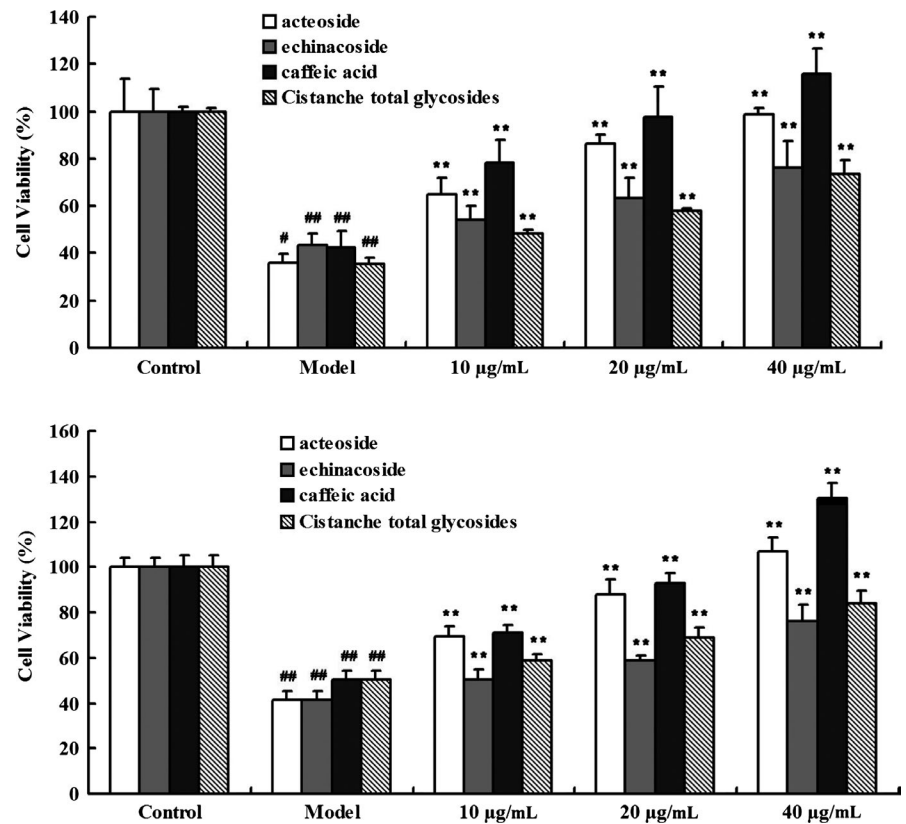 140
120
100
80
60
40
20
0
Cell Viability (%)
acteoside
echinacoside
caffeic acid
Cistanche total glycosides
# ## ## ##
** ** ** **
** ** ** **
** ** ** **
Control Model 10 µg/mL 20 µg/mL 40 µg/mL
160
140
120
100
80
60
40
20
0
Cell Viability (%)
acteoside
echinacoside
caffeic acid
Cistanche total glycosides
## ## ## ##
** ** ** **
** ** ** **
** ** ** **
Control Model 10 µg/mL 20 µg/mL 40 µg/mL